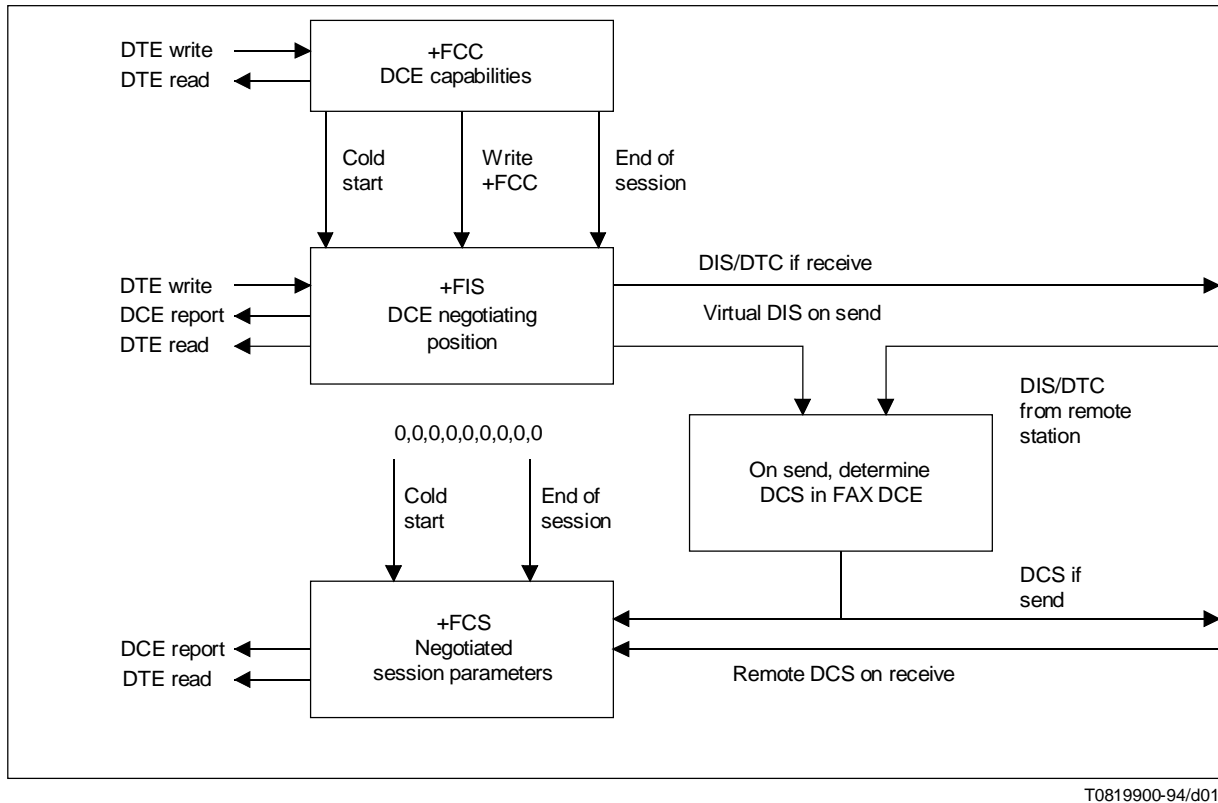 DTE write
DTE read
+FCC
DCE capabilities
Cold
start
Write
+FCC
End of
session
DTE write
DCE report
DTE read
+FIS
DCE negotiating
position
DIS/DTC if receive
Virtual DIS on send
DIS/DTC
from remote
station
0,0,0,0,0,0,0,0,0
Cold
start
End of
session
On send, determine
DCS in FAX DCE
DCS if
send
DCE report
DTE read
+FCS
Negotiated
session parameters
Remote DCS on receive
T0819900-94/d01